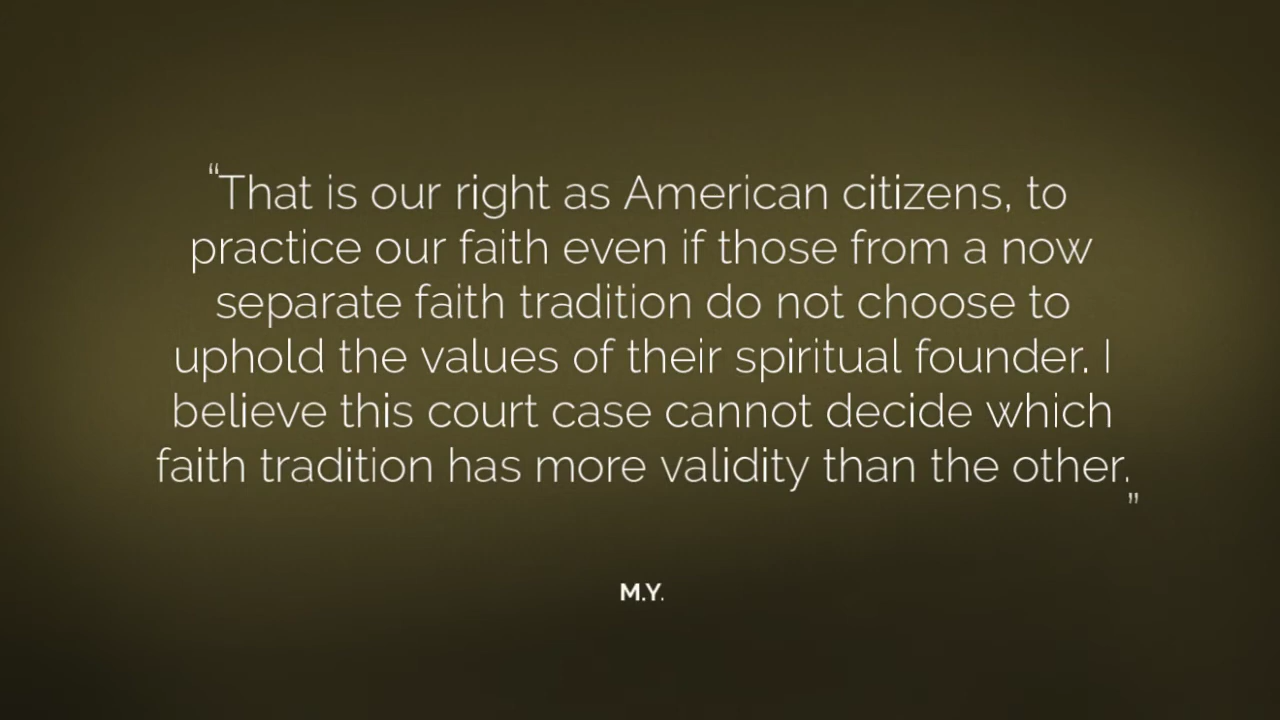 “That is our right as American citizens, to
practice our faith even if those from a now
separate faith tradition do not choose to
uphold the values of their spiritual founder. I
believe this court case cannot decide which
faith tradition has more validity than the other.”
M.Y.